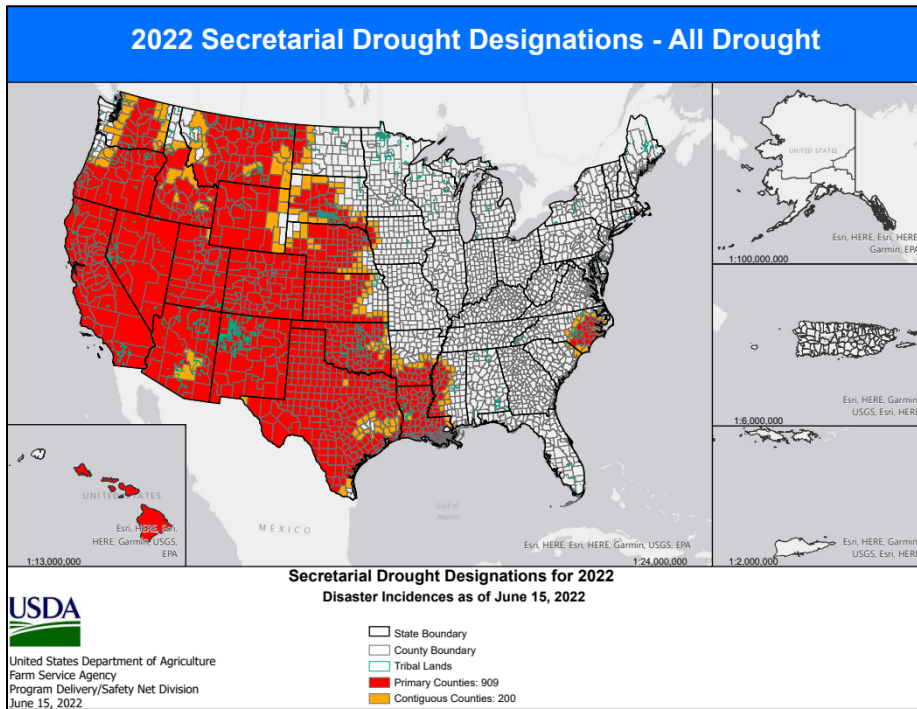 2022 Secretarial Drought Designations - All Drought
UNITED STATES
Esri, HERE, Esri, HERE,
Garmin, EPA
1:100,000,000
Esri, HERE, Garmin,
USGS, Esri, HERE
1:6,000,000
Esri, HERE, Garmin,
USGS, Esri, HERE
1:2,000,000
UNITED STATES
Esri, HERE, Esri,
HERE, Garmin, USGS,
EPA
1:13,000,000
MÉXICO
Gulf of
Mexico
Esri, HERE, Esri, HERE, Garmin, USGS, EPA
1:24,000,000
Secretarial Drought Designations for 2022
Disaster Incidences as of June 15, 2022
USDA
United States Department of Agriculture
Farm Service Agency
Program Delivery/Safety Net Division
June 15, 2022
State Boundary
County Boundary
Tribal Lands
Primary Counties: 909
Contiguous Counties: 200